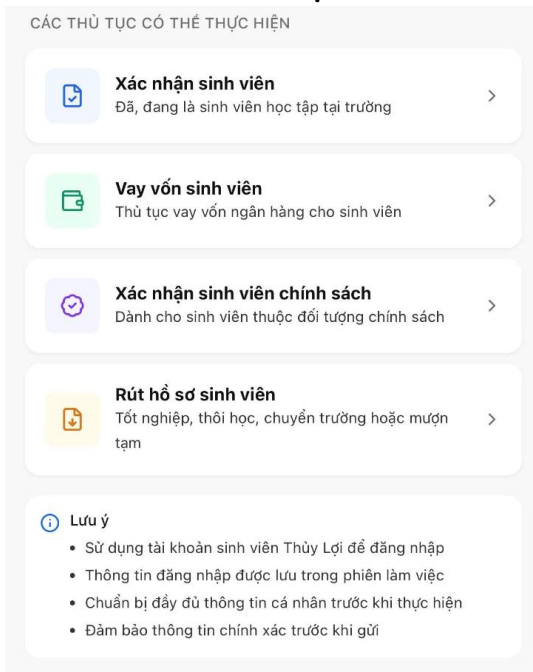 CÁC THỦ TỤC CÓ THỂ THỰC HIỆN
Xác nhận sinh viên
Đã, đang là sinh viên học tập tại trường
Vay vốn sinh viên
Thủ tục vay vốn ngân hàng cho sinh viên
Xác nhận sinh viên chính sách
Dành cho sinh viên thuộc đối tượng chính sách
Rút hồ sơ sinh viên
Tốt nghiệp, thôi học, chuyển trường hoặc mượn
tạm
Lưu ý
• Sử dụng tài khoản sinh viên Thủy Lợi để đăng nhập
• Thông tin đăng nhập được lưu trong phiên làm việc
• Chuẩn bị đầy đủ thông tin cá nhân trước khi thực hiện
• Đảm bảo thông tin chính xác trước khi gửi